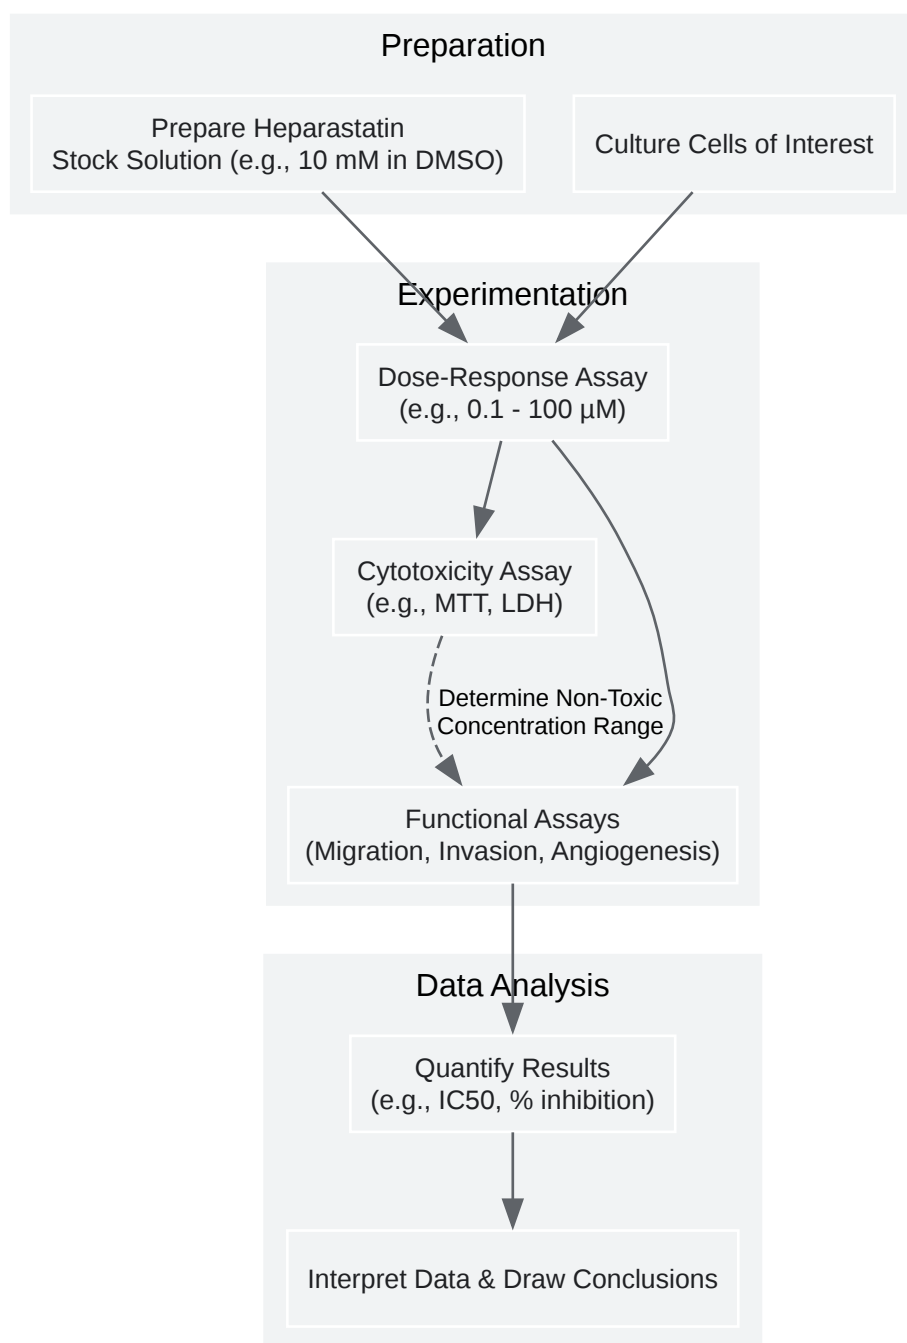 Preparation
Prepare Heparastatin
Stock Solution (e.g., 10 mM in DMSO)
Culture Cells of Interest
Experimentation
Dose-Response Assay
(e.g., 0.1 - 100 µM)
Cytotoxicity Assay
(e.g., MTT, LDH)
Determine Non-Toxic
Concentration Range
Functional Assays
(Migration, Invasion, Angiogenesis)
Data Analysis
Quantify Results
(e.g., IC50, % inhibition)
Interpret Data & Draw Conclusions